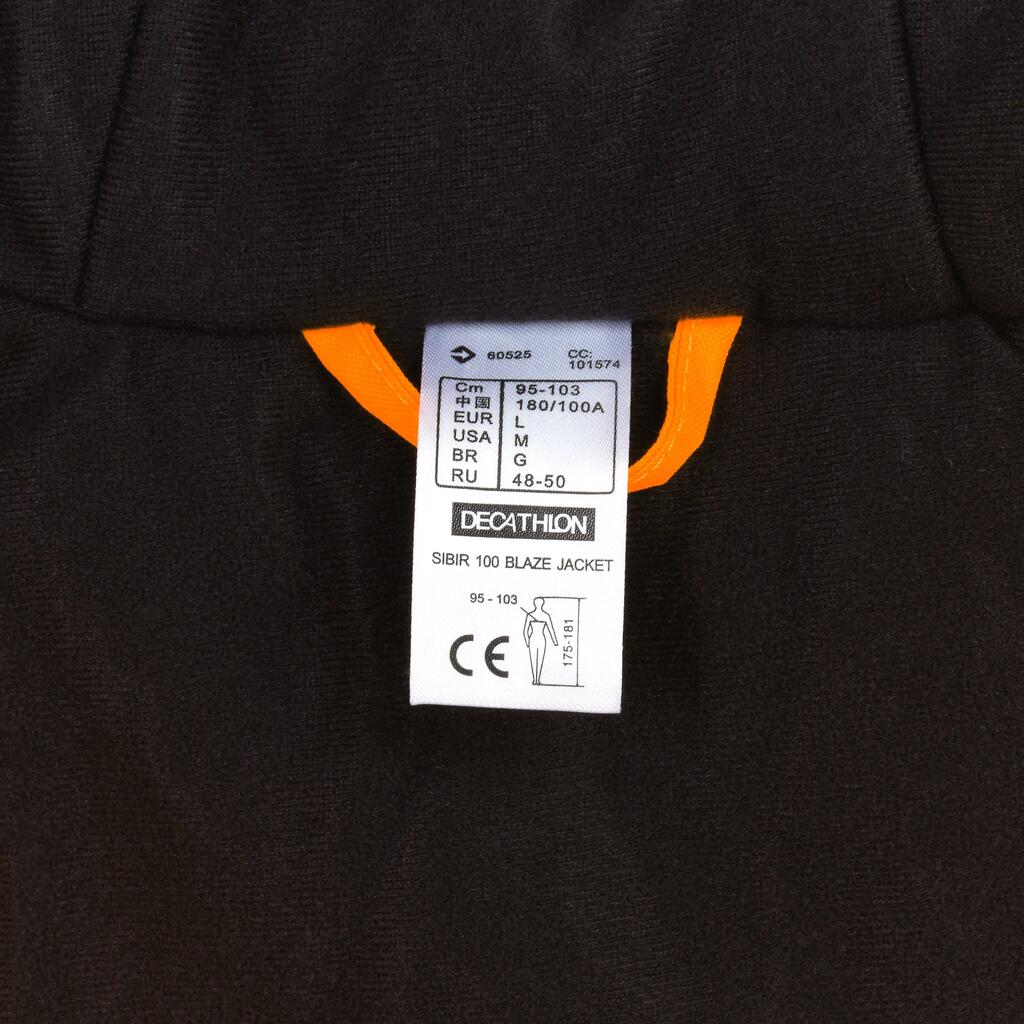 60525 CC: 101574
Cm 95-103
中國 180/100A
EUR L
USA M
BR G
RU 48-50
DECATHLON
SIBIR 100 BLAZE JACKET
95 - 103
175-181
CE